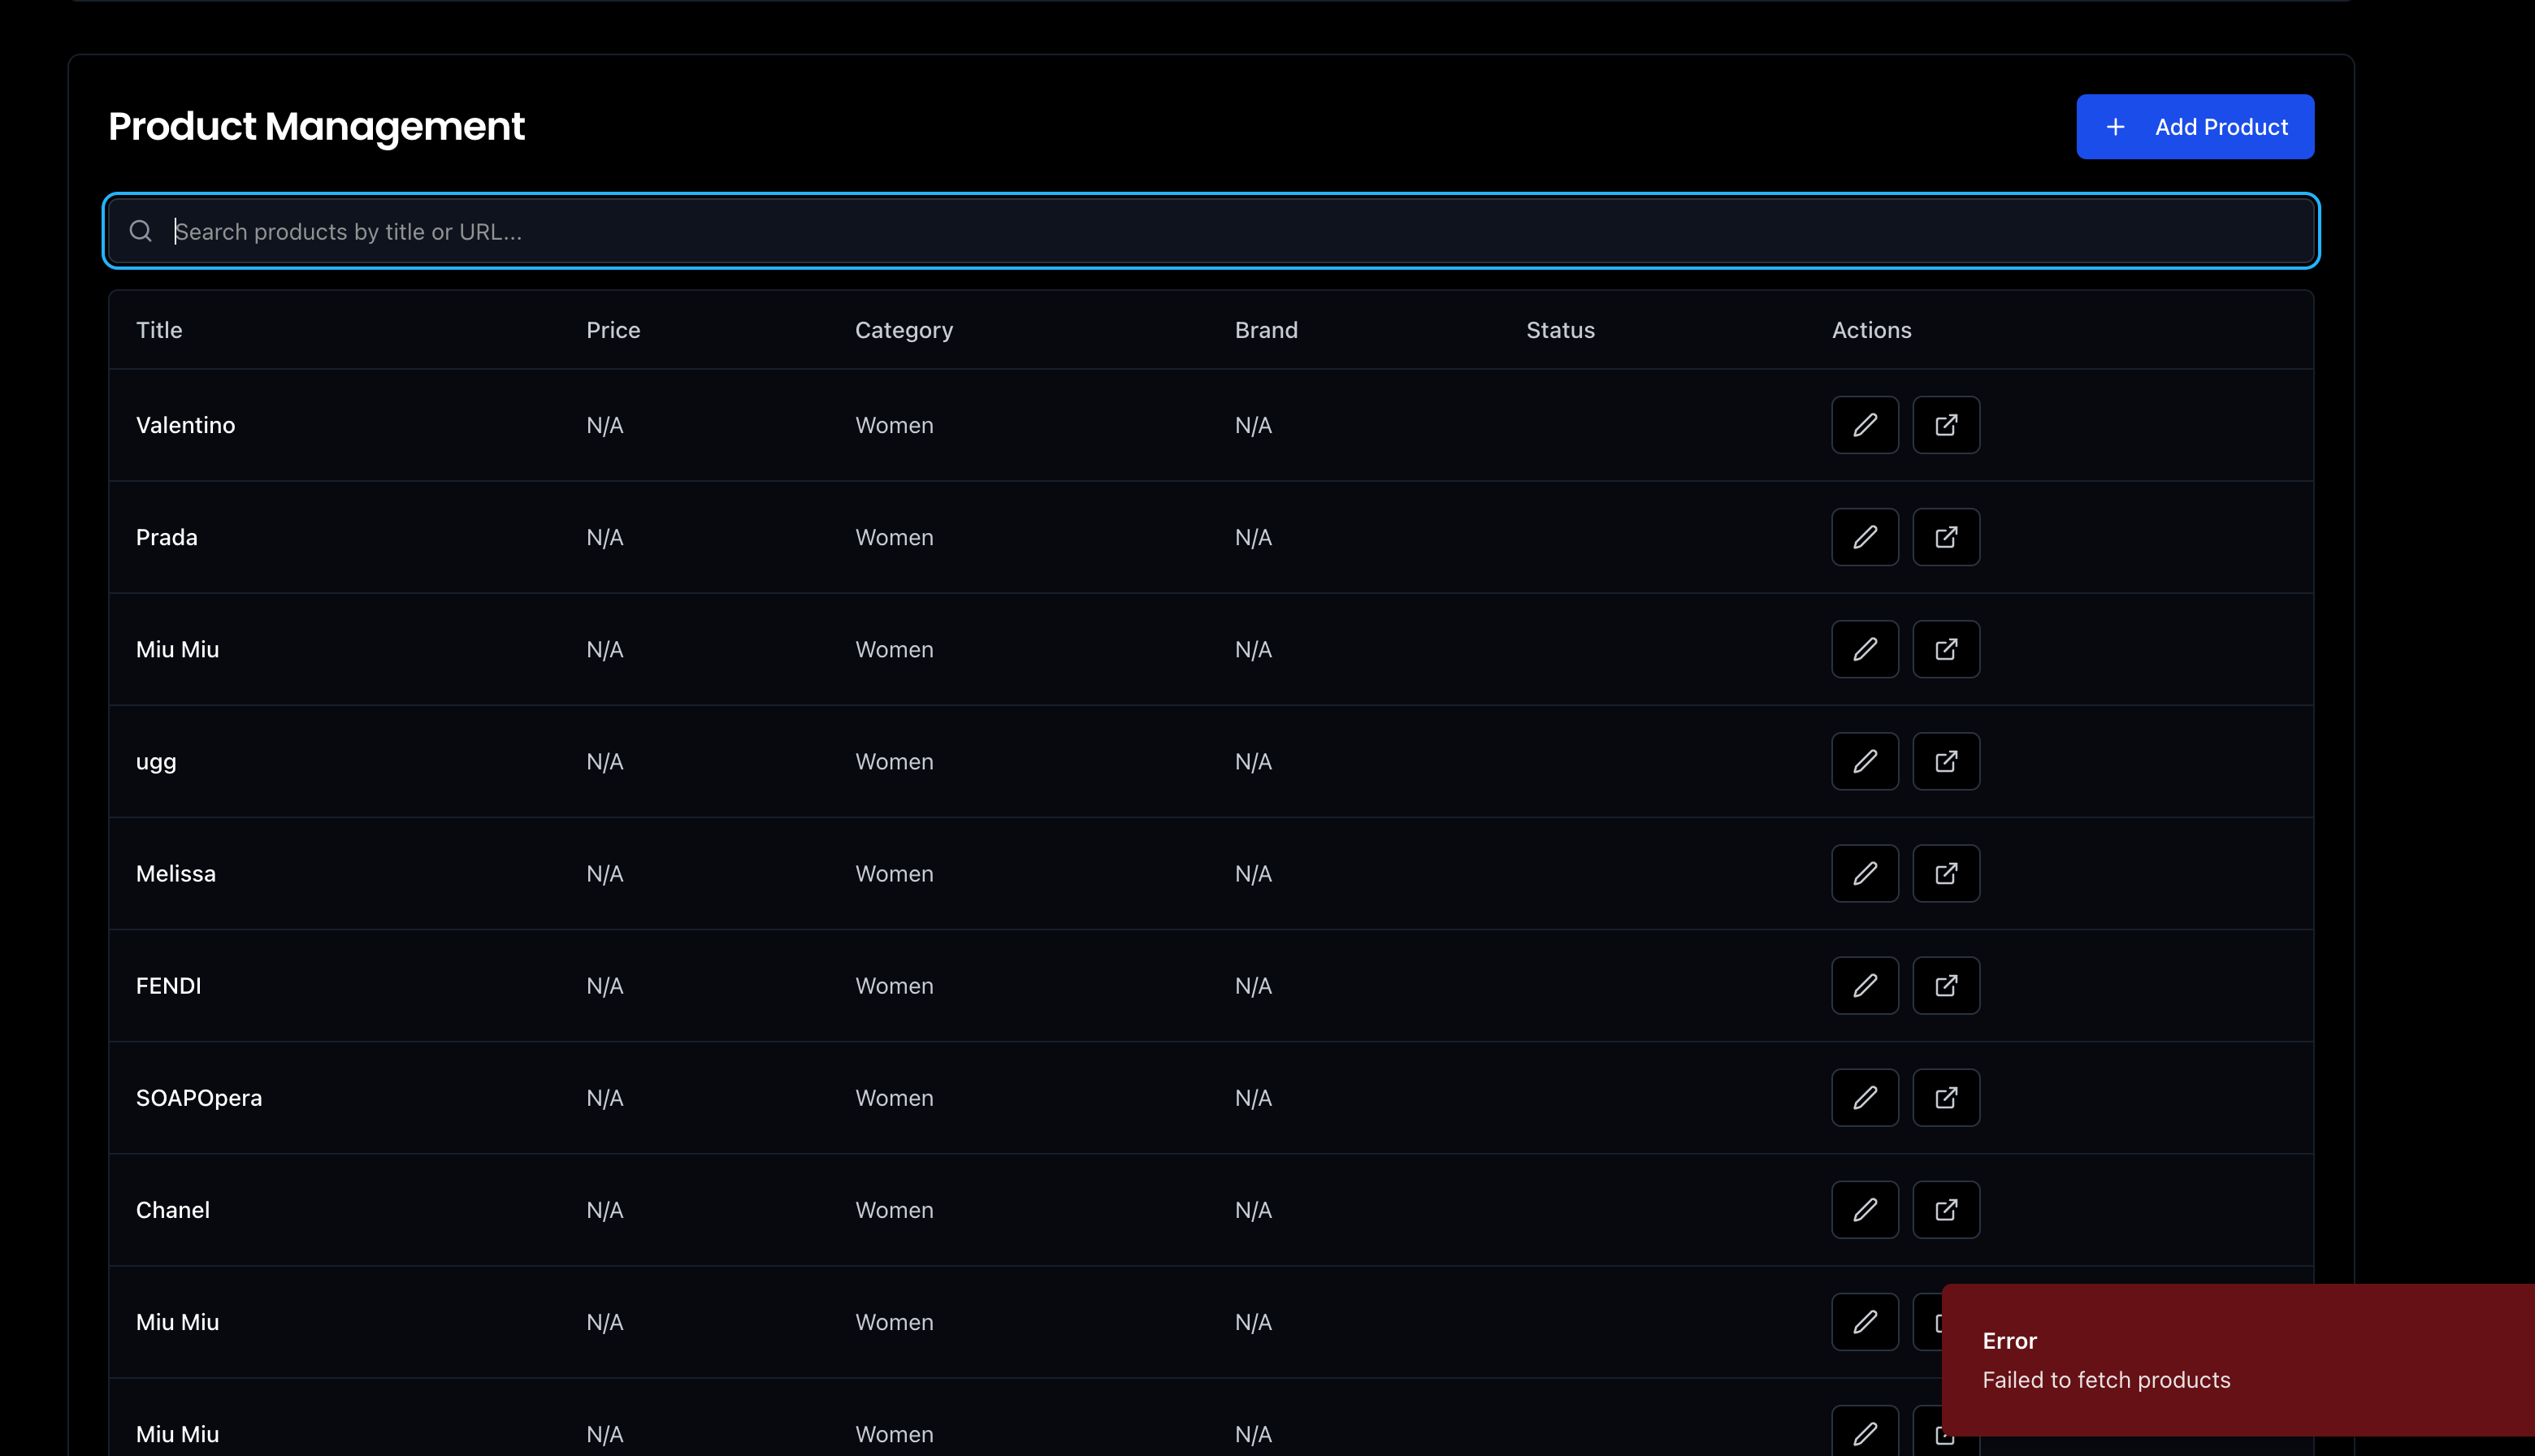 Product Management
+ Add Product
Search products by title or URL...
Title Price Category Brand Status Actions
Valentino N/A Women N/A
Prada N/A Women N/A
Miu Miu N/A Women N/A
ugg N/A Women N/A
Melissa N/A Women N/A
FENDI N/A Women N/A
SOAPOpera N/A Women N/A
Chanel N/A Women N/A
Miu Miu N/A Women N/A
Error
Failed to fetch products
Miu Miu N/A Women N/A